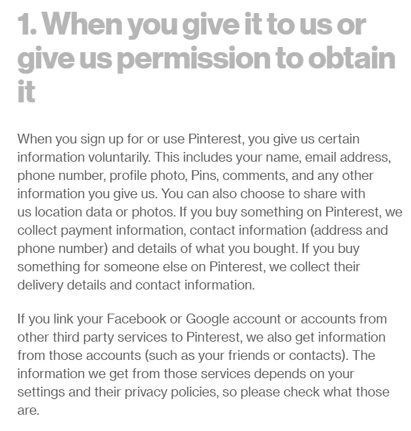 1. When you give it to us or
give us permission to obtain
it
When you sign up for or use Pinterest, you give us certain
information voluntarily. This includes your name, email address,
phone number, profile photo, Pins, comments, and any other
information you give us. You can also choose to share with
us location data or photos. If you buy something on Pinterest, we
collect payment information, contact information (address and
phone number) and details of what you bought. If you buy
something for someone else on Pinterest, we collect their
delivery details and contact information.
If you link your Facebook or Google account or accounts from
other third party services to Pinterest, we also get information
from those accounts (such as your friends or contacts). The
information we get from those services depends on your
settings and their privacy policies, so please check what those
are.